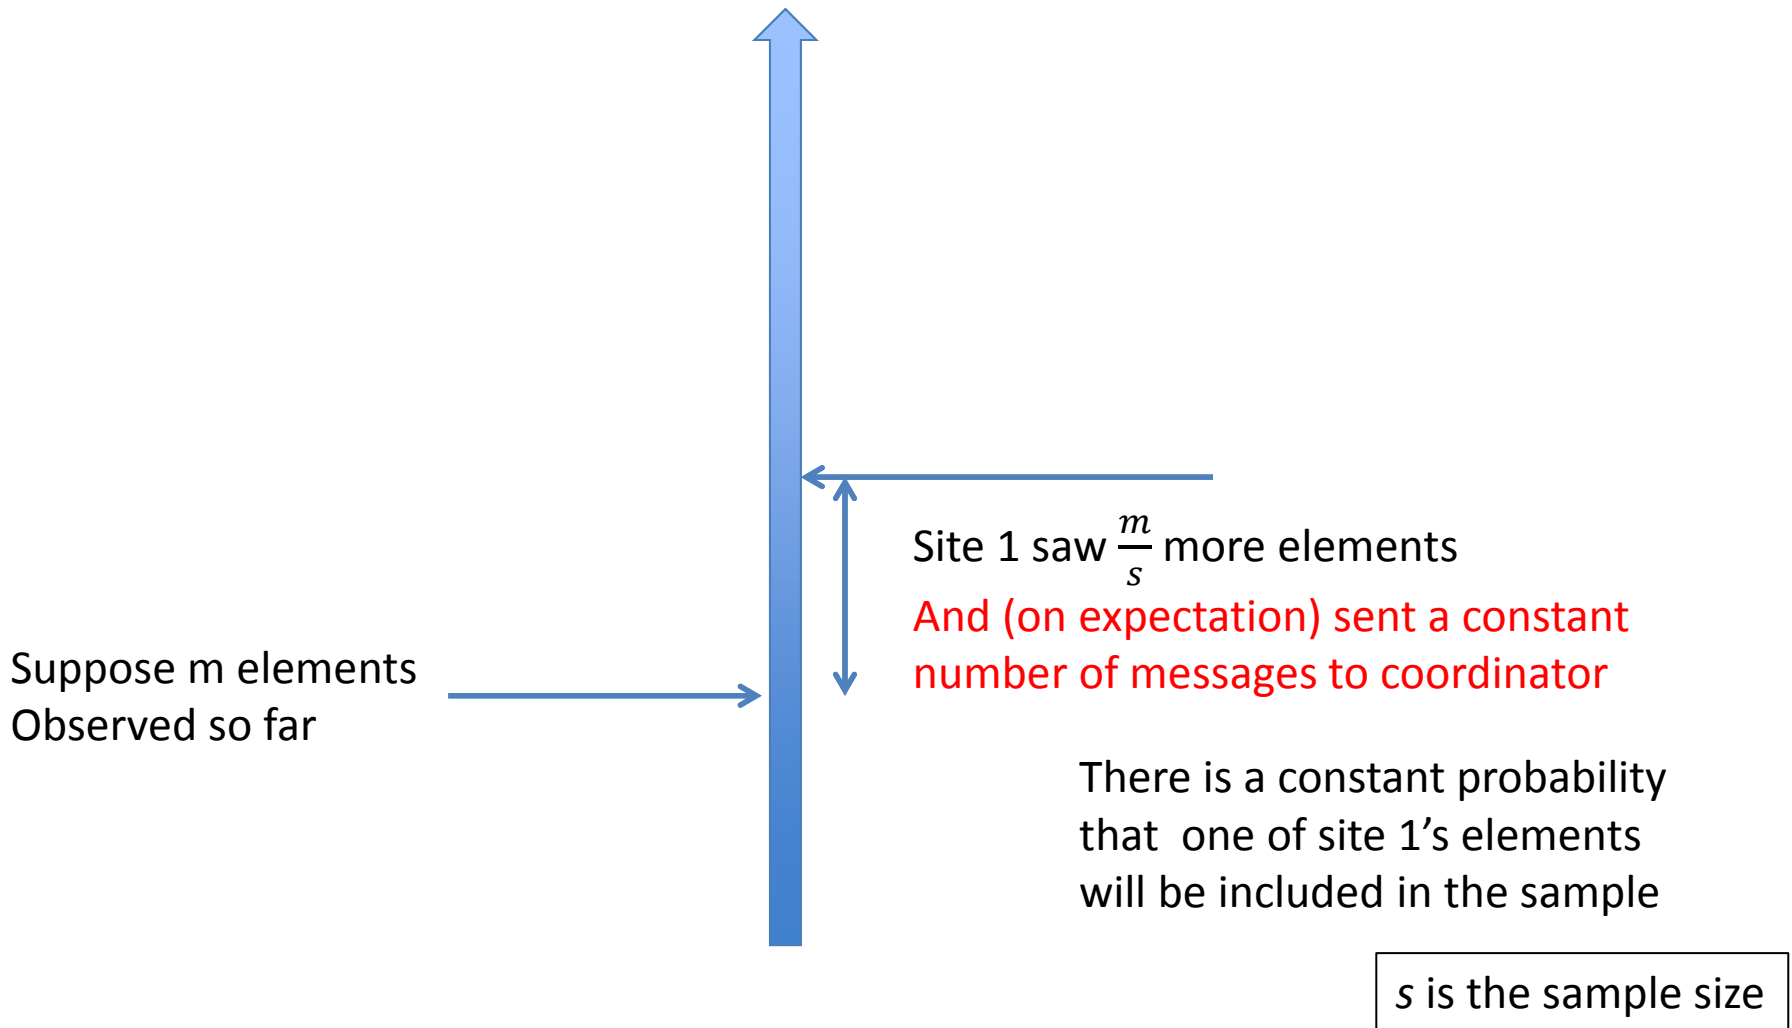 Site 1 saw m/s more elements
And (on expectation) sent a constant
number of messages to coordinator
Suppose m elements
Observed so far
There is a constant probability
that  one of site 1’s elements
will be included in the sample
s is the sample size